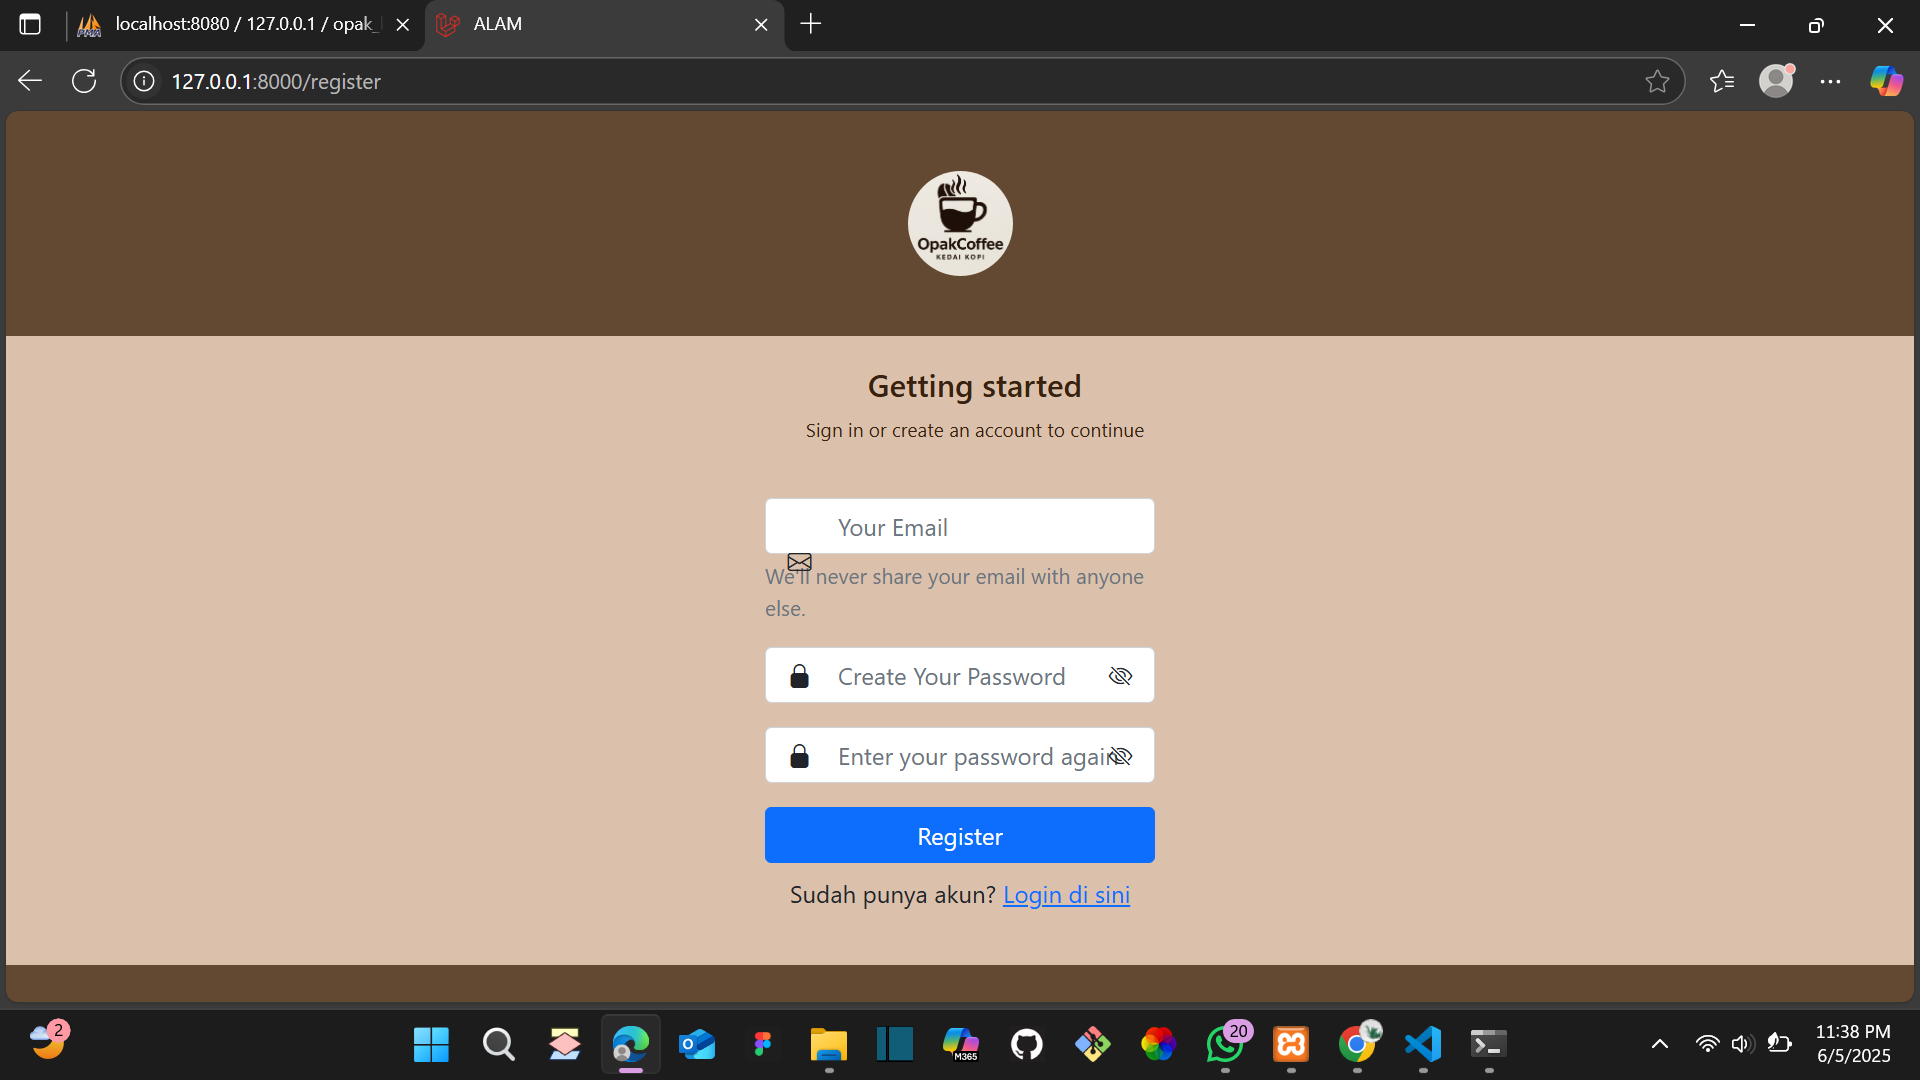 localhost:8080 / 127.0.0.1 / opak_
ALAM
127.0.0.1:8000/register
OpakCoffee
KEDAI KOPI
Getting started
Sign in or create an account to continue
Your Email
We'll never share your email with anyone
else.
Create Your Password
Enter your password again
Register
Sudah punya akun? Login di sini
2
M365
20
11:38 PM
6/5/2025